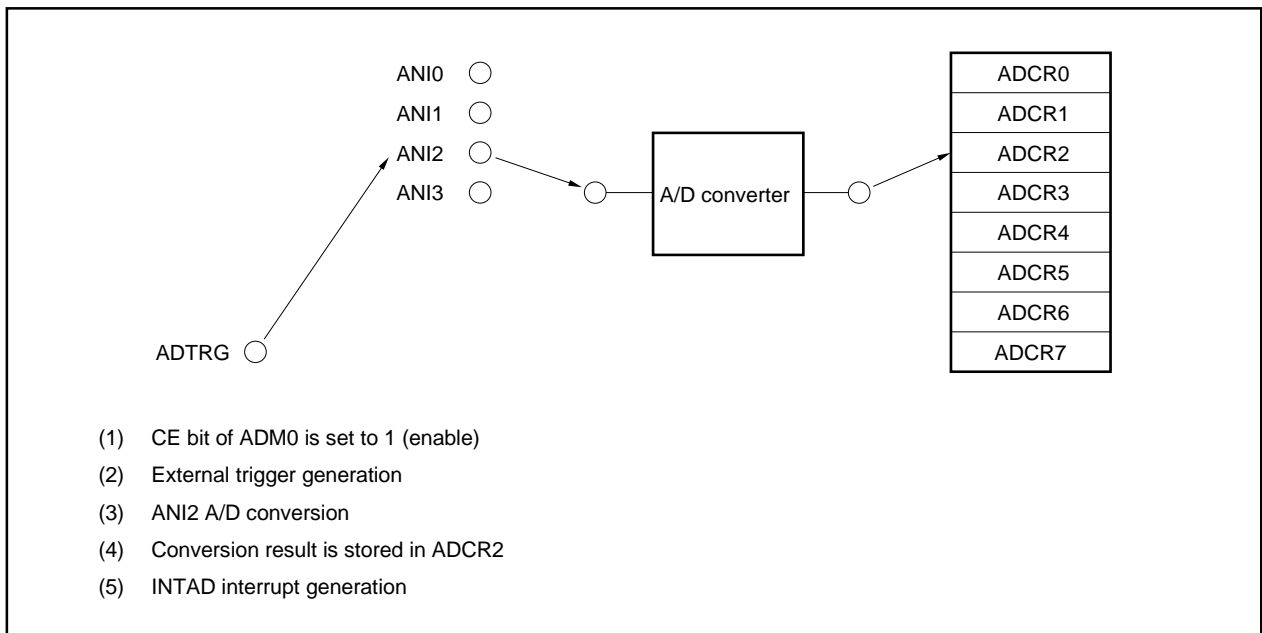 ANI0
ANI1
ANI2
ANI3
ADTRG
A/D converter
ADCR0
ADCR1
ADCR2
ADCR3
ADCR4
ADCR5
ADCR6
ADCR7
(1) CE bit of ADM0 is set to 1 (enable)
(2) External trigger generation
(3) ANI2 A/D conversion
(4) Conversion result is stored in ADCR2
(5) INTAD interrupt generation